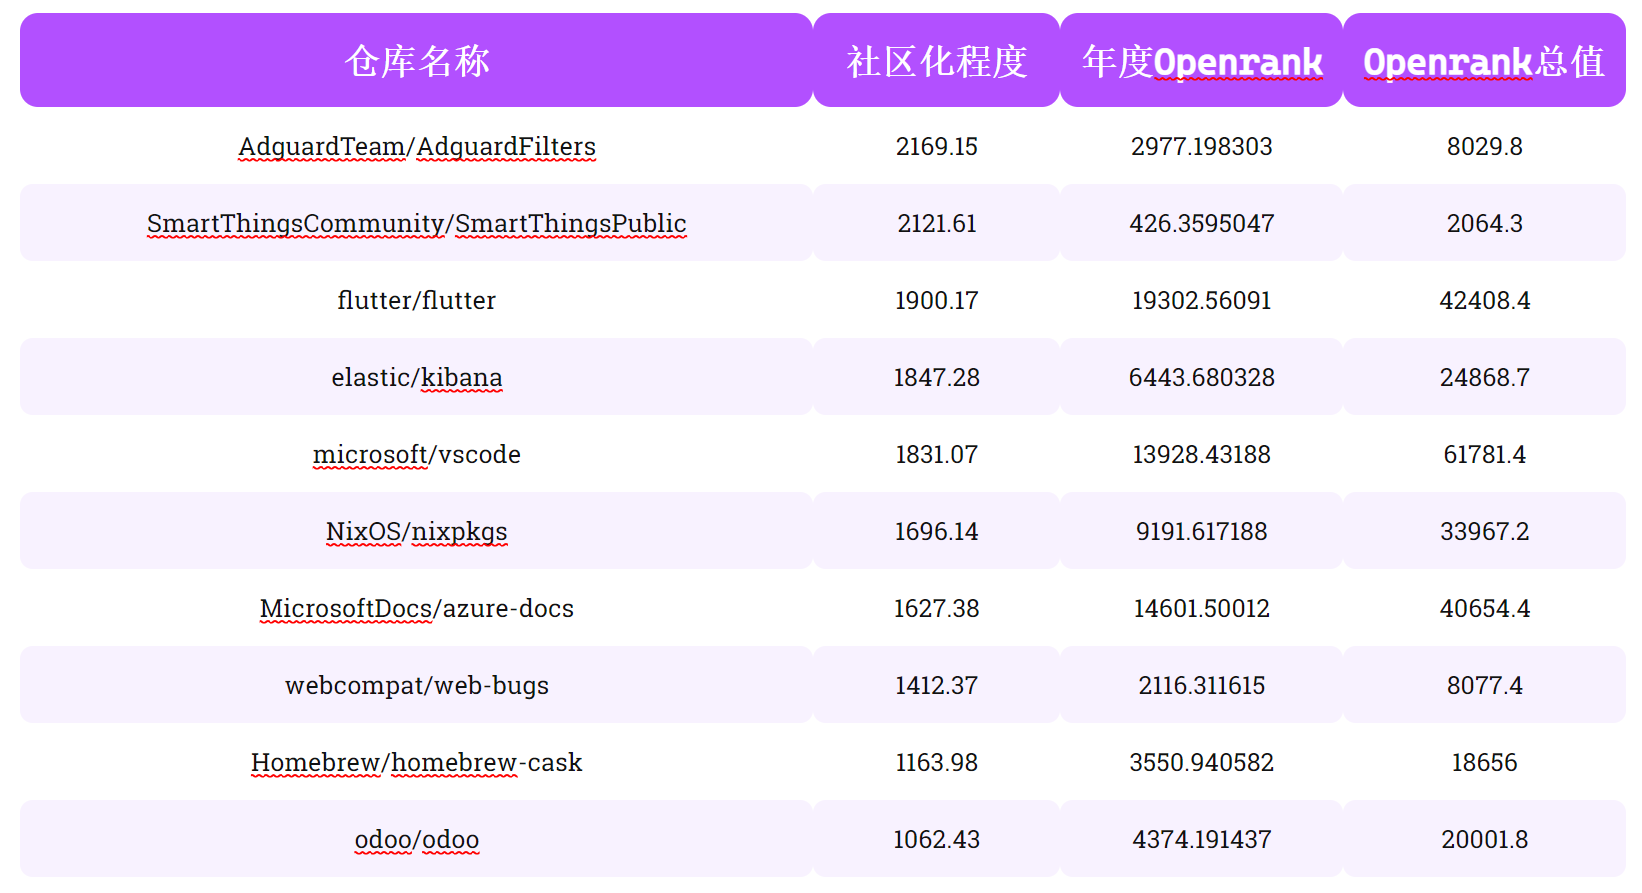 仓库名称 社区化程度 年度Openrank Openrank总值
AdguardTeam/AdguardFilters 2169.15 2977.198303 8029.8
SmartThingsCommunity/SmartThingsPublic 2121.61 426.3595047 2064.3
flutter/flutter 1900.17 19302.56091 42408.4
elastic/kibana 1847.28 6443.680328 24868.7
microsoft/vscode 1831.07 13928.43188 61781.4
NixOS/nixpkgs 1696.14 9191.617188 33967.2
MicrosoftDocs/azure-docs 1627.38 14601.50012 40654.4
webcompat/web-bugs 1412.37 2116.311615 8077.4
Homebrew/homebrew-cask 1163.98 3550.940582 18656
odoo/odoo 1062.43 4374.191437 20001.8